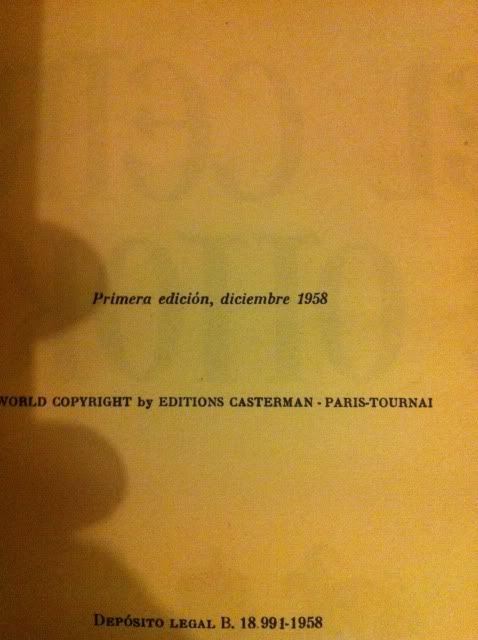 Primera edición, diciembre 1958
WORLD COPYRIGHT by EDITIONS CASTERMAN - PARIS-TOURNAI
DEPÓSITO LEGAL B. 18.991-1958